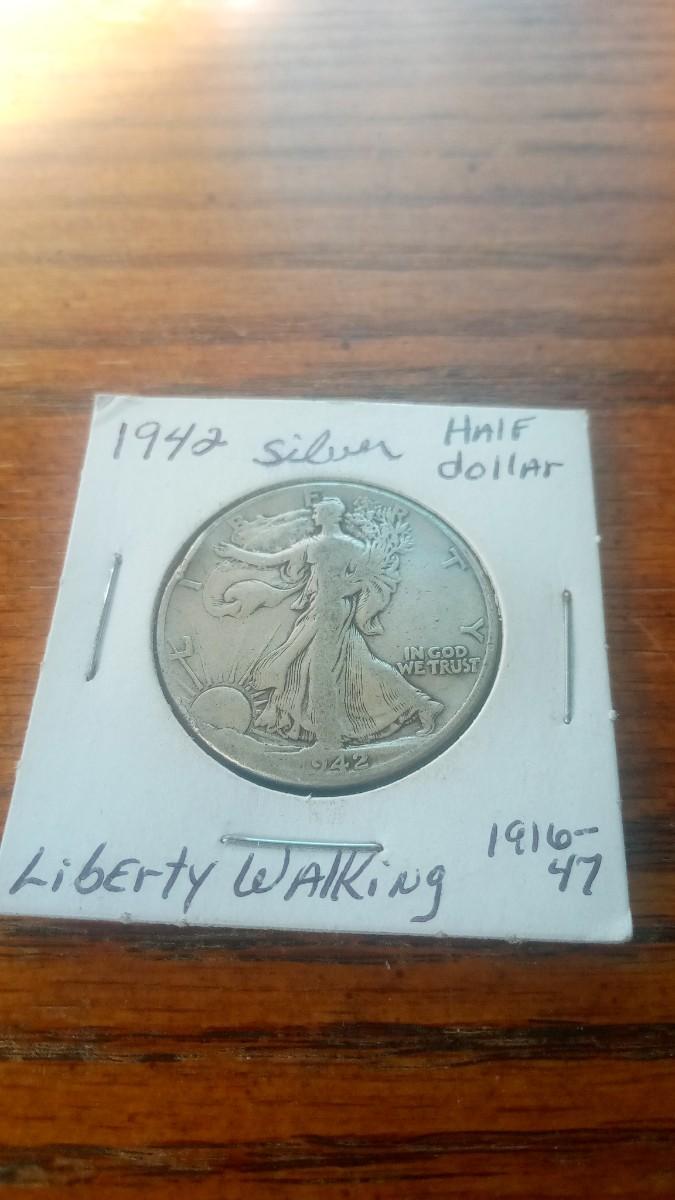 1942 Silver Half dollar
LIBERTY
IN GOD
WE TRUST
1942
Liberty Walking
1916-
47